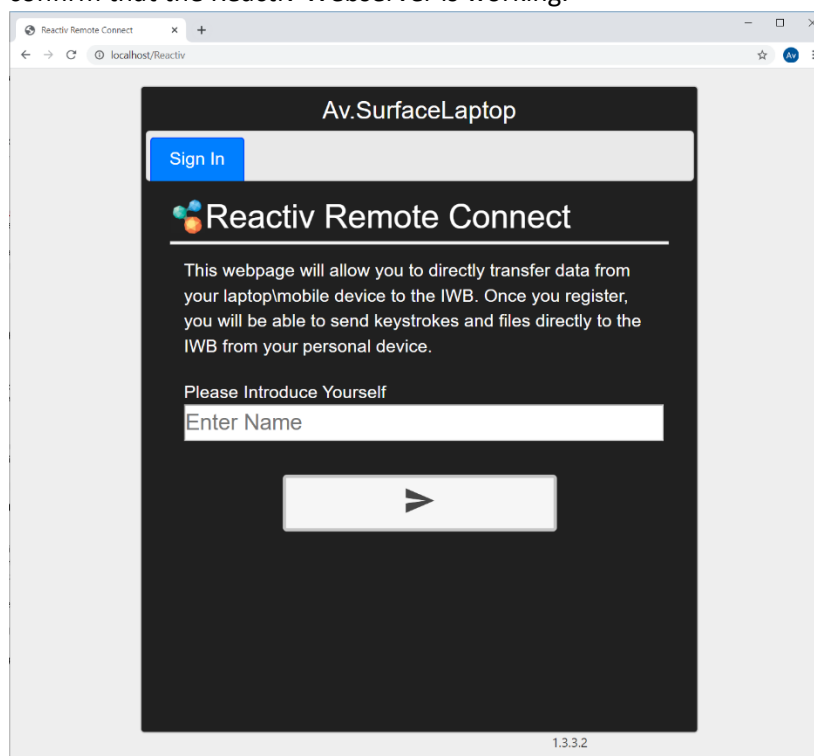 confirm that the Reactiv Webserver is working.
Reactiv Remote Connect
localhost/Reactiv
Av
Av.SurfaceLaptop
Sign In
Reactiv Remote Connect
This webpage will allow you to directly transfer data from
your laptop\mobile device to the IWB. Once you register,
you will be able to send keystrokes and files directly to the
IWB from your personal device.
Please Introduce Yourself
Enter Name
1.3.3.2